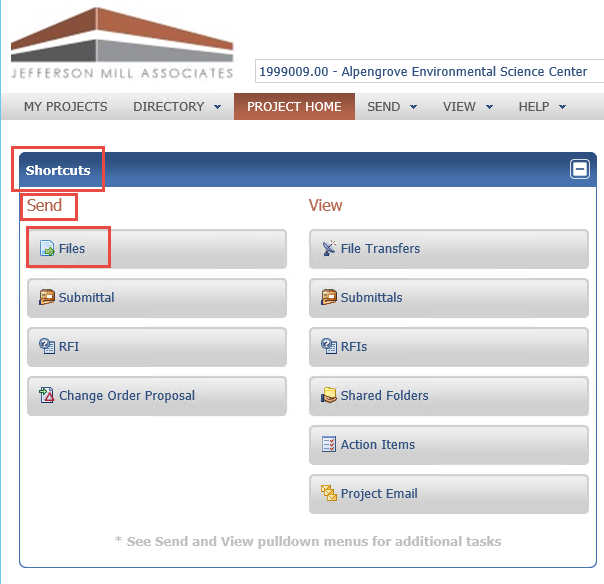 JEFFERSON MILL ASSOCIATES
1999009.00 - Alpengrove Environmental Science Center
MY PROJECTS DIRECTORY PROJECT HOME SEND VIEW HELP
Shortcuts
Send
Files
Submittal
RFI
Change Order Proposal
View
File Transfers
Submittals
RFIs
Shared Folders
Action Items
Project Email
* See Send and View pulldown menus for additional tasks